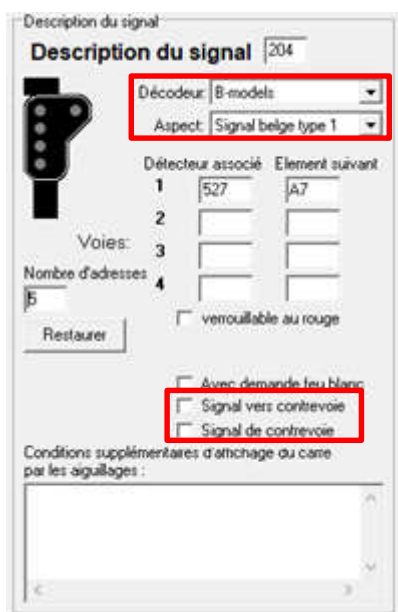 Description du signal
Description du signal 204
Décodeur: B-models
Aspect: Signal belge type 1
Détecteur associé Element suivant
1 527 A7
2
Voies: 3
Nombre d'adresses 4
5
verrouillable au rouge
Restaurer
Avec demande feu blanc
Signal vers contrevoie
Signal de contrevoie
Conditions supplémentaires d'affichage du carre
par les aiguillages :